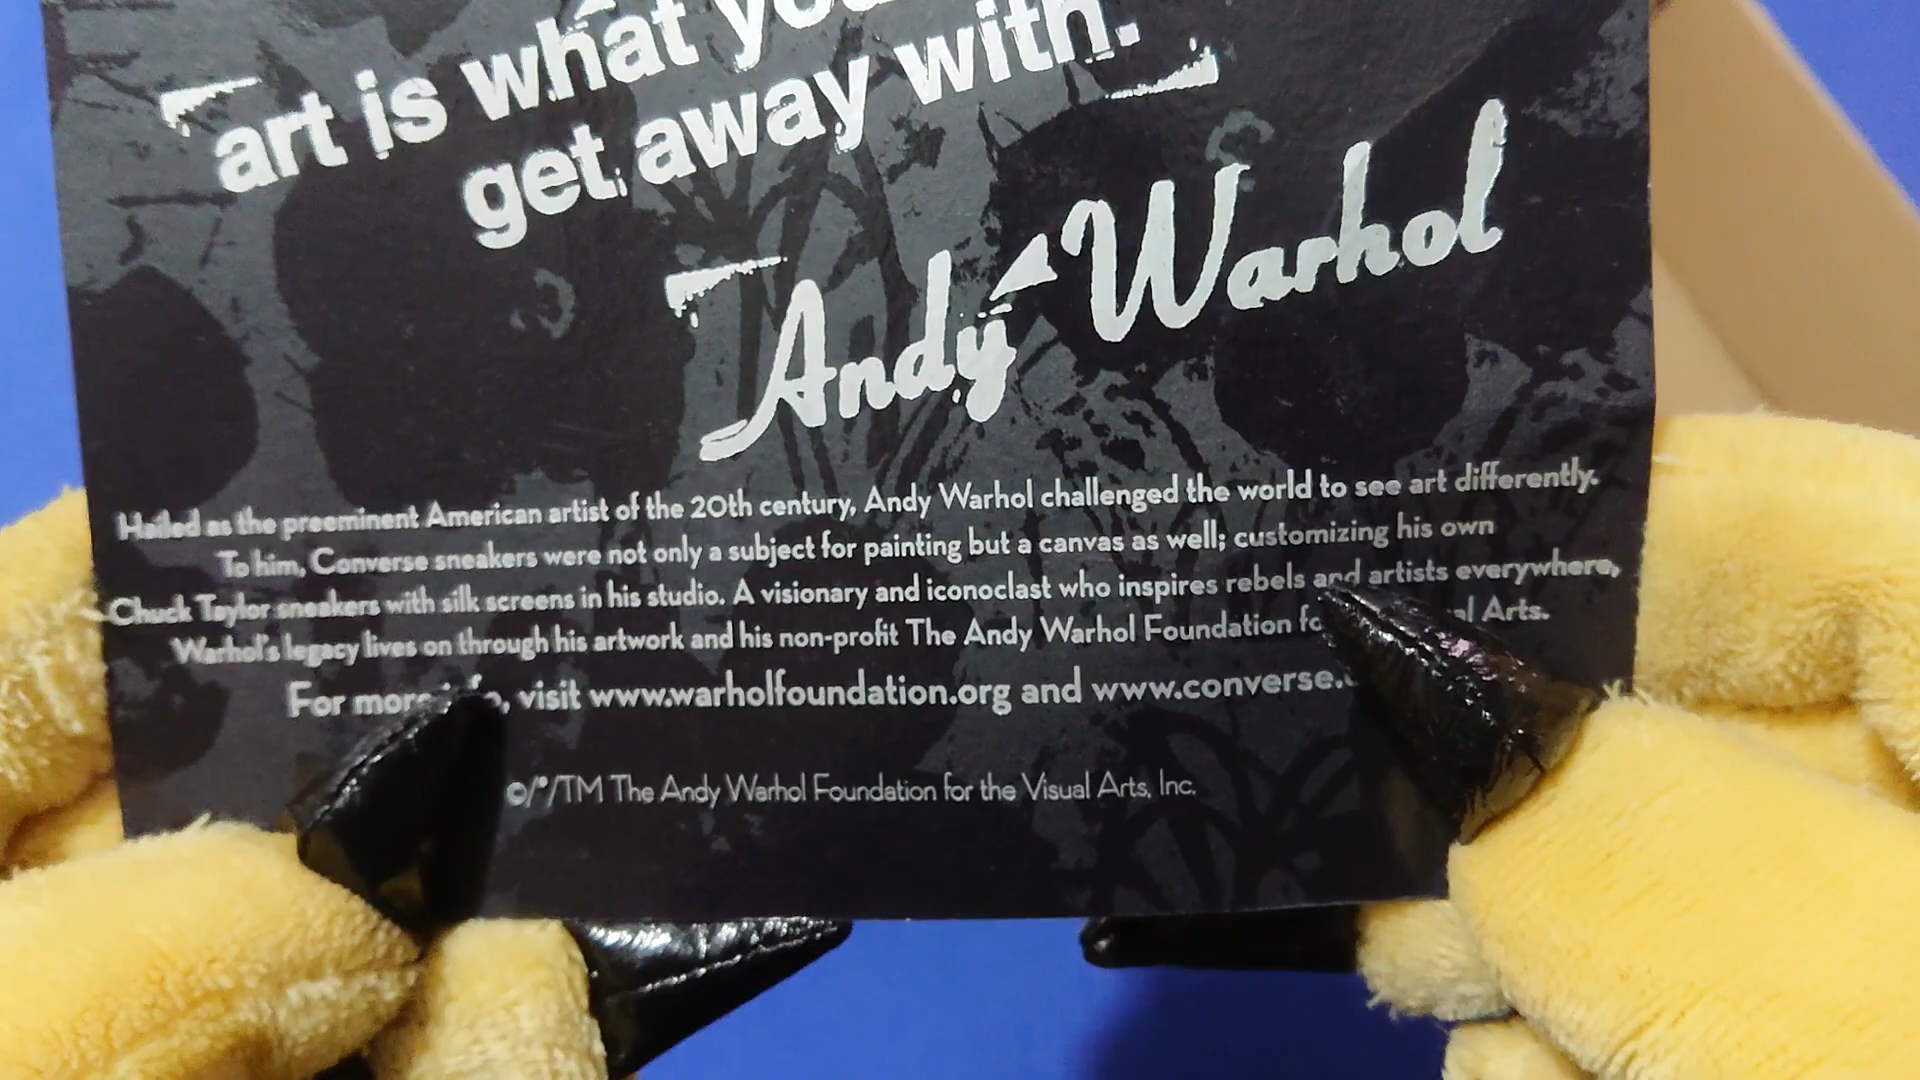 art is what you
get away with.
Andy Warhol
Hailed as the preeminent American artist of the 20th century, Andy Warhol challenged the world to see art differently.
To him, Converse sneakers were not only a subject for painting but a canvas as well; customizing his own
Chuck Taylor sneakers with silk screens in his studio. A visionary and iconoclast who inspires rebels and artists everywhere,
Warhol's legacy lives on through his artwork and his non-profit The Andy Warhol Foundation Arts.
For more visit www.warholfoundation.org and www.converse.
©/®/TM The Andy Warhol Foundation for the Visual Arts, Inc.